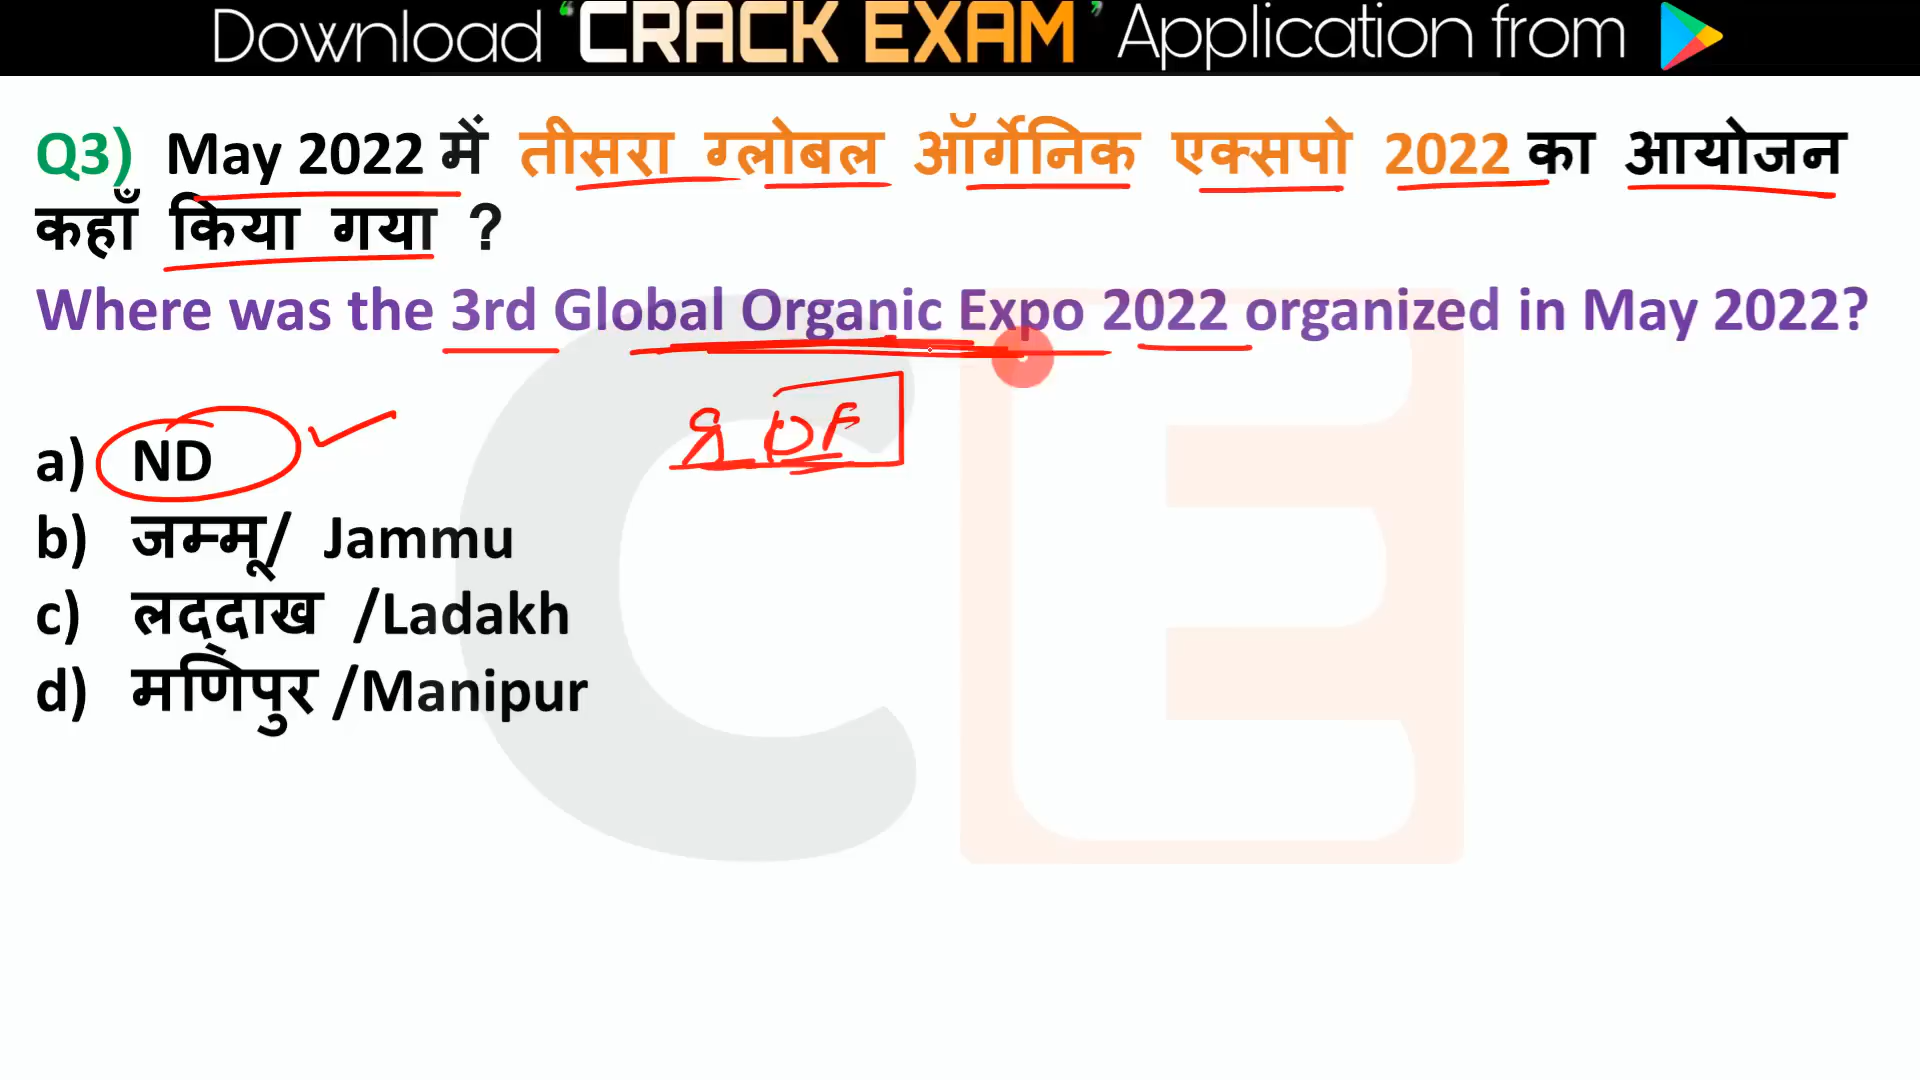 Download ‘CRACK EXAM’ Application from
Q3) May 2022 में तीसरा ग्लोबल ऑर्गेनिक एक्सपो 2022 का आयोजन
कहाँ किया गया ?
Where was the 3rd Global Organic Expo 2022 organized in May 2022?
a) ND
b) जम्मू/ Jammu
c) लद्दाख /Ladakh
d) मणिपुर /Manipur
CE